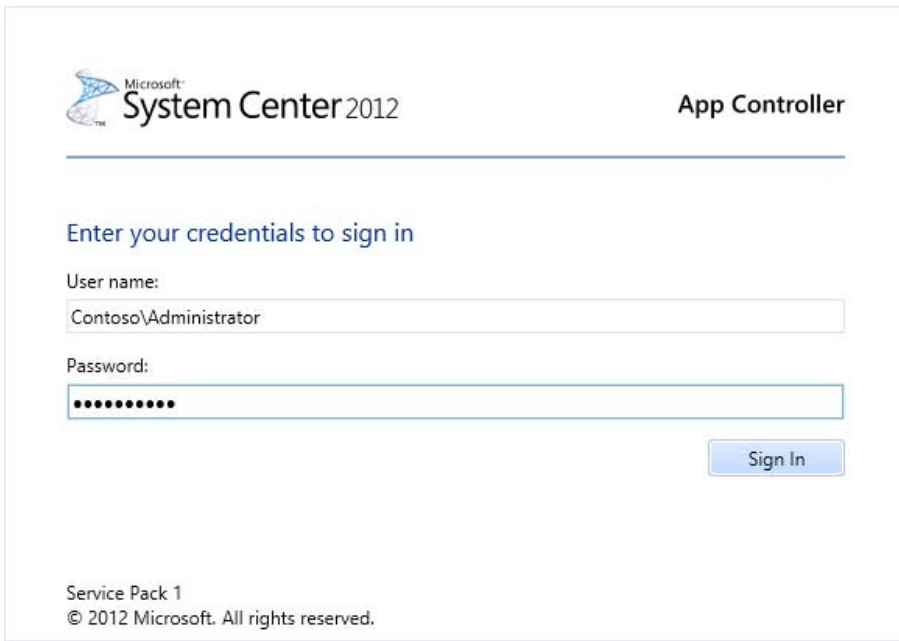 Microsoft
System Center 2012
™
App Controller
Enter your credentials to sign in
User name:
Contoso\Administrator
Password:
••••••••••
Sign In
Service Pack 1
© 2012 Microsoft. All rights reserved.